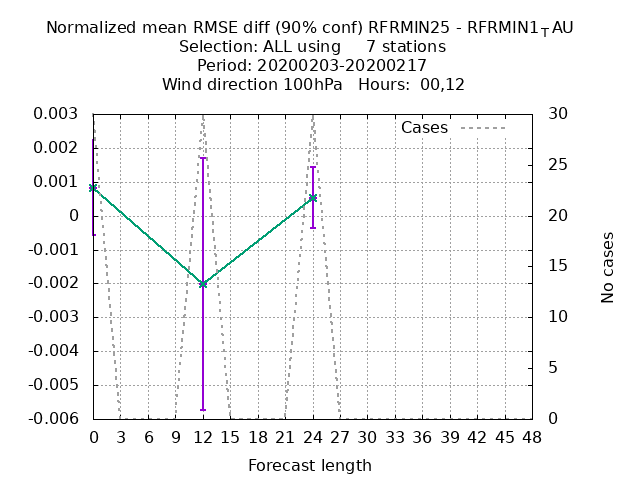 Normalized mean RMSE diff (90% conf) RFRMIN25 - RFRMIN1TAU
Selection: ALL using 7 stations
Period: 20200203-20200217
Wind direction 100hPa Hours: 00,12
Cases
0.003
0.002
0.001
0
-0.001
-0.002
-0.003
-0.004
-0.005
-0.006
30
25
20
15
10
5
0
No cases
0 3 6 9 12 15 18 21 24 27 30 33 36 39 42 45 48
Forecast length